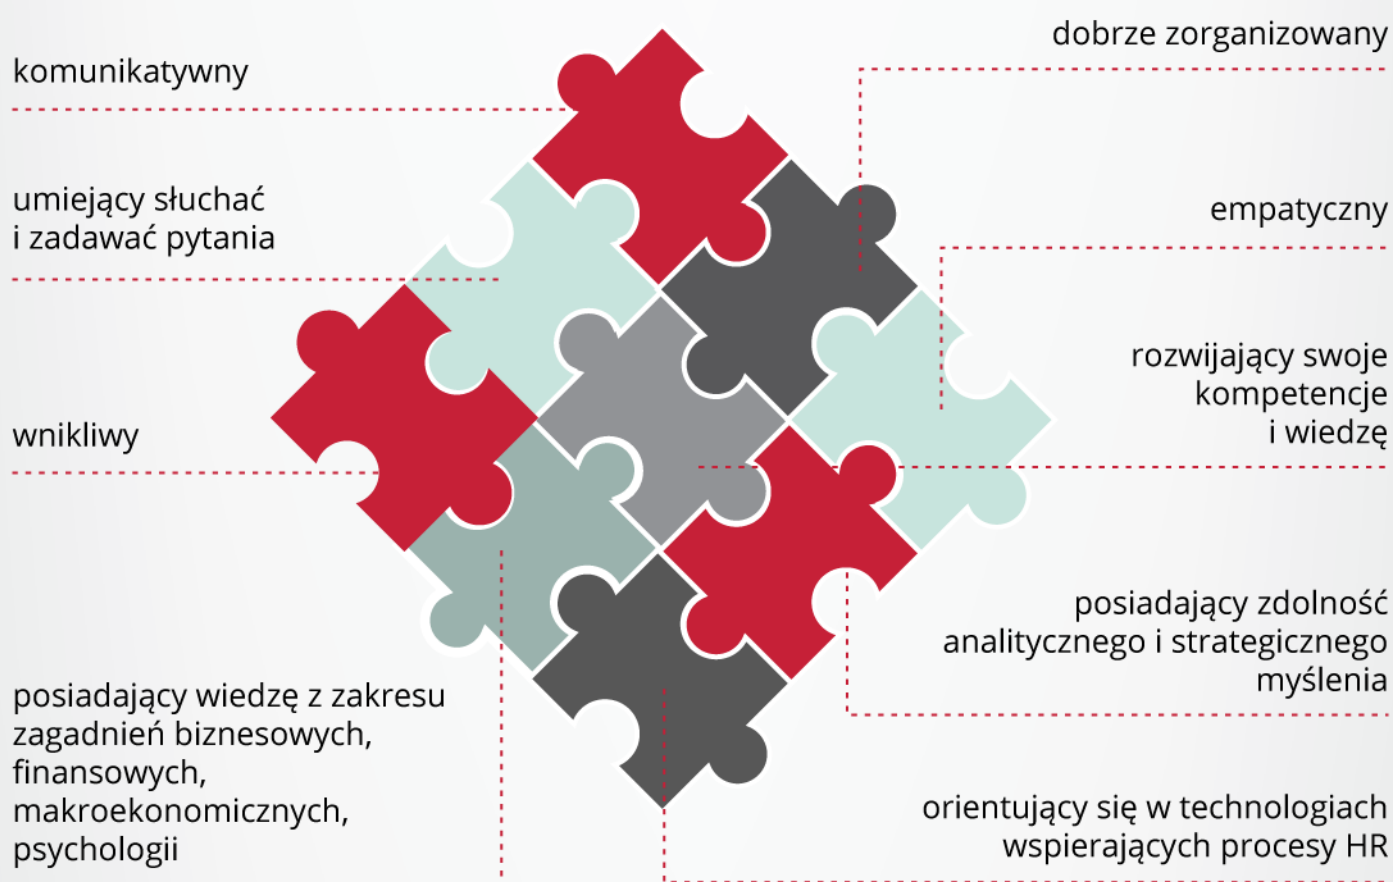 komunikatywny
umiejący słuchać
i zadawać pytania
wnikliwy
posiadający wiedzę z zakresu
zagadnień biznesowych,
finansowych,
makroekonomicznych,
psychologii
dobrze zorganizowany
empatyczny
rozwijający swoje
kompetencje
i wiedzę
posiadający zdolność
analitycznego i strategicznego
myślenia
orientujący się w technologiach
wspierających procesy HR